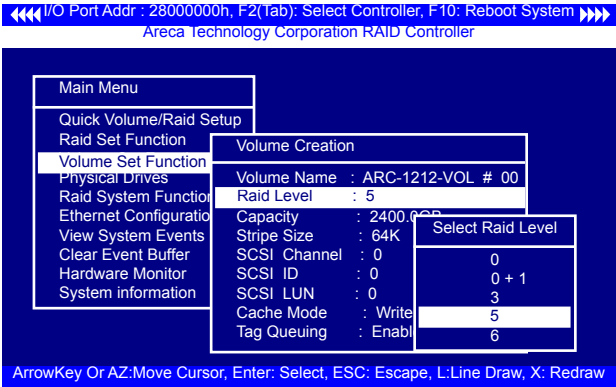 I/O Port Addr : 28000000h, F2(Tab): Select Controller, F10: Reboot System
Areca Technology Corporation RAID Controller
Main Menu
Quick Volume/Raid Setup
Raid Set Function
Volume Set Function
Physical Drives
Raid System Function
Ethernet Configuratio
View System Events
Clear Event Buffer
Hardware Monitor
System information
Volume Creation
Volume Name : ARC-1212-VOL # 00
Raid Level : 5
Capacity : 2400.0GB
Stripe Size : 64K
SCSI Channel : 0
SCSI ID : 0
SCSI LUN : 0
Cache Mode : Write
Tag Queuing : Enabl
Select Raid Level
0
0 + 1
3
5
6
ArrowKey Or AZ:Move Cursor, Enter: Select, ESC: Escape, L:Line Draw, X: Redraw